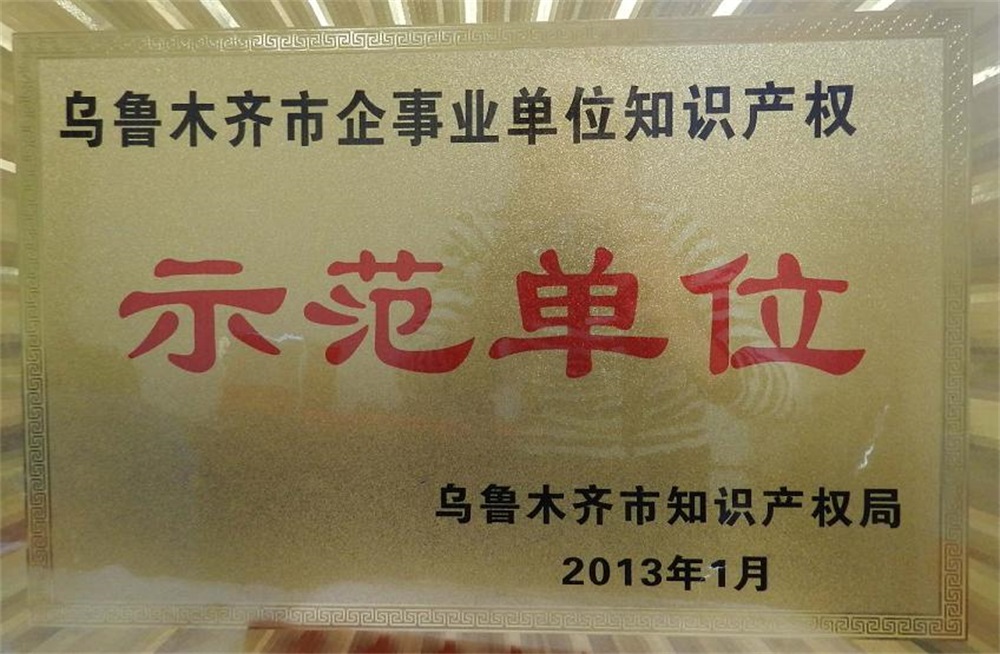 乌鲁木齐市企事业单位知识产权
示范单位
乌鲁木齐市知识产权局
2013年1月